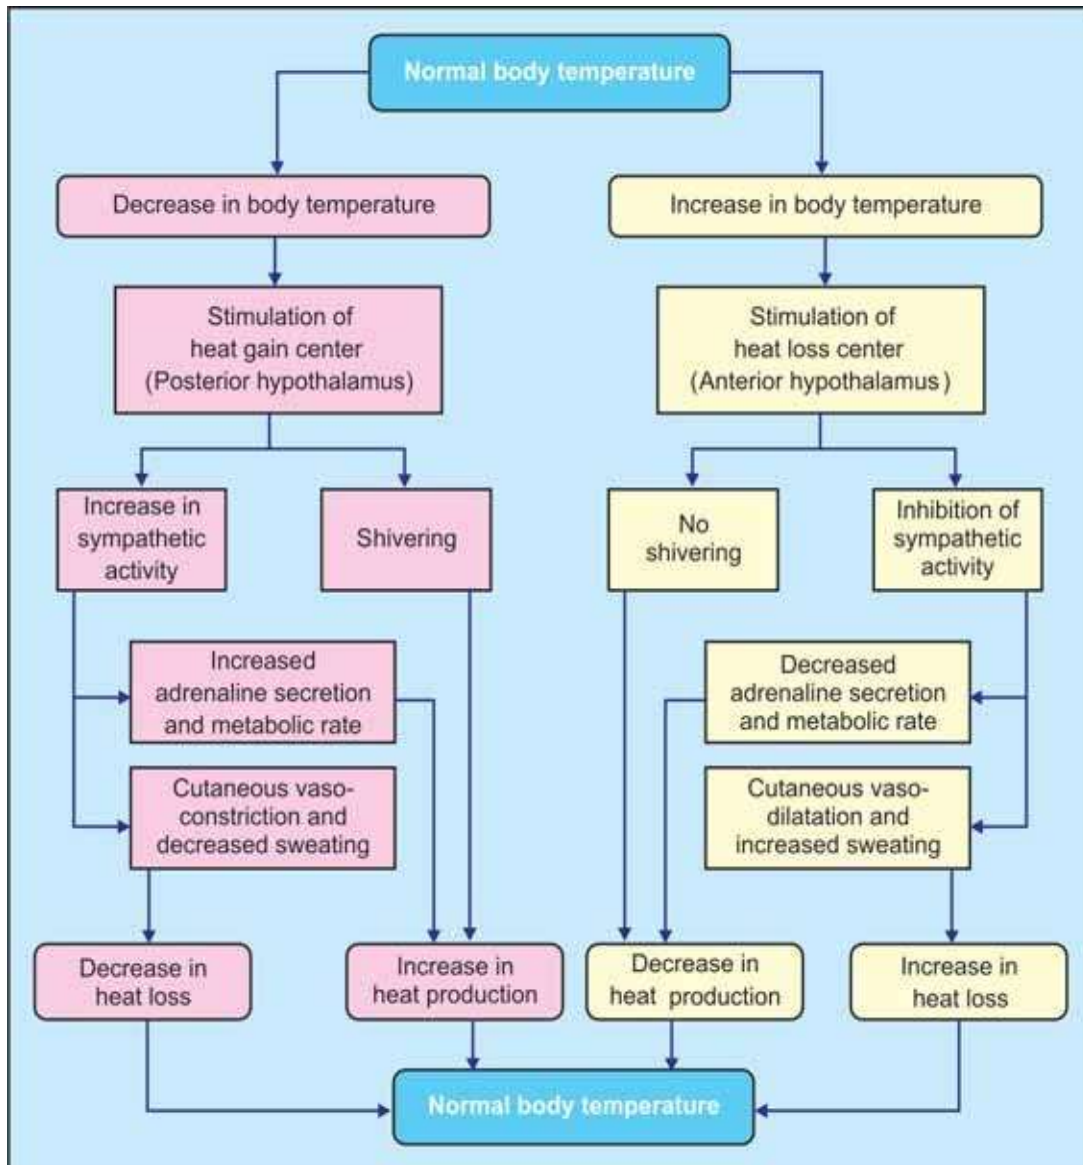 Normal body temperature
Decrease in body temperature
Increase in body temperature
Stimulation of
heat gain center
(Posterior hypothalamus)
Stimulation of
heat loss center
(Anterior hypothalamus)
Increase in
sympathetic
activity
Shivering
No
shivering
Inhibition of
sympathetic
activity
Increased
adrenaline secretion
and metabolic rate
Decreased
adrenaline secretion
and metabolic rate
Cutaneous vaso-
constriction and
decreased sweating
Cutaneous vaso-
dilatation and
increased sweating
Decrease in
heat loss
Increase in
heat production
Decrease in
heat production
Increase in
heat loss
Normal body temperature